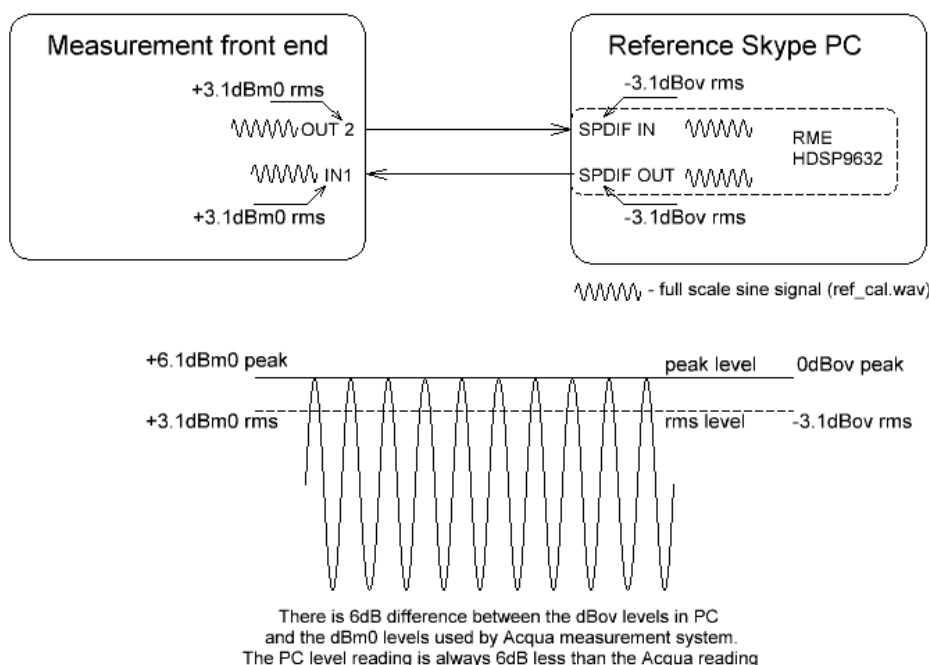 Measurement front end
Reference Skype PC
+3.1dBm0 rms
-3.1dBov rms
OUT 2
SPDIF IN
RME
HDSP9632
IN1
SPDIF OUT
+3.1dBm0 rms
-3.1dBov rms
- full scale sine signal (ref_cal.wav)
+6.1dBm0 peak
peak level
0dBov peak
+3.1dBm0 rms
rms level
-3.1dBov rms
There is 6dB difference between the dBov levels in PC
and the dBm0 levels used by Acqua measurement system.
The PC level reading is always 6dB less than the Acqua reading